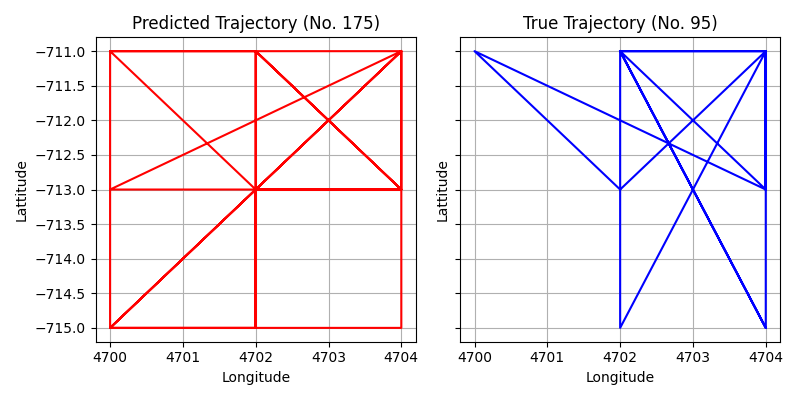 Predicted Trajectory (No. 175)
Lattitude
−711.0
−711.5
−712.0
−712.5
−713.0
−713.5
−714.0
−714.5
−715.0
4700 4701 4702 4703 4704
Longitude
True Trajectory (No. 95)
Lattitude
4700 4701 4702 4703 4704
Longitude